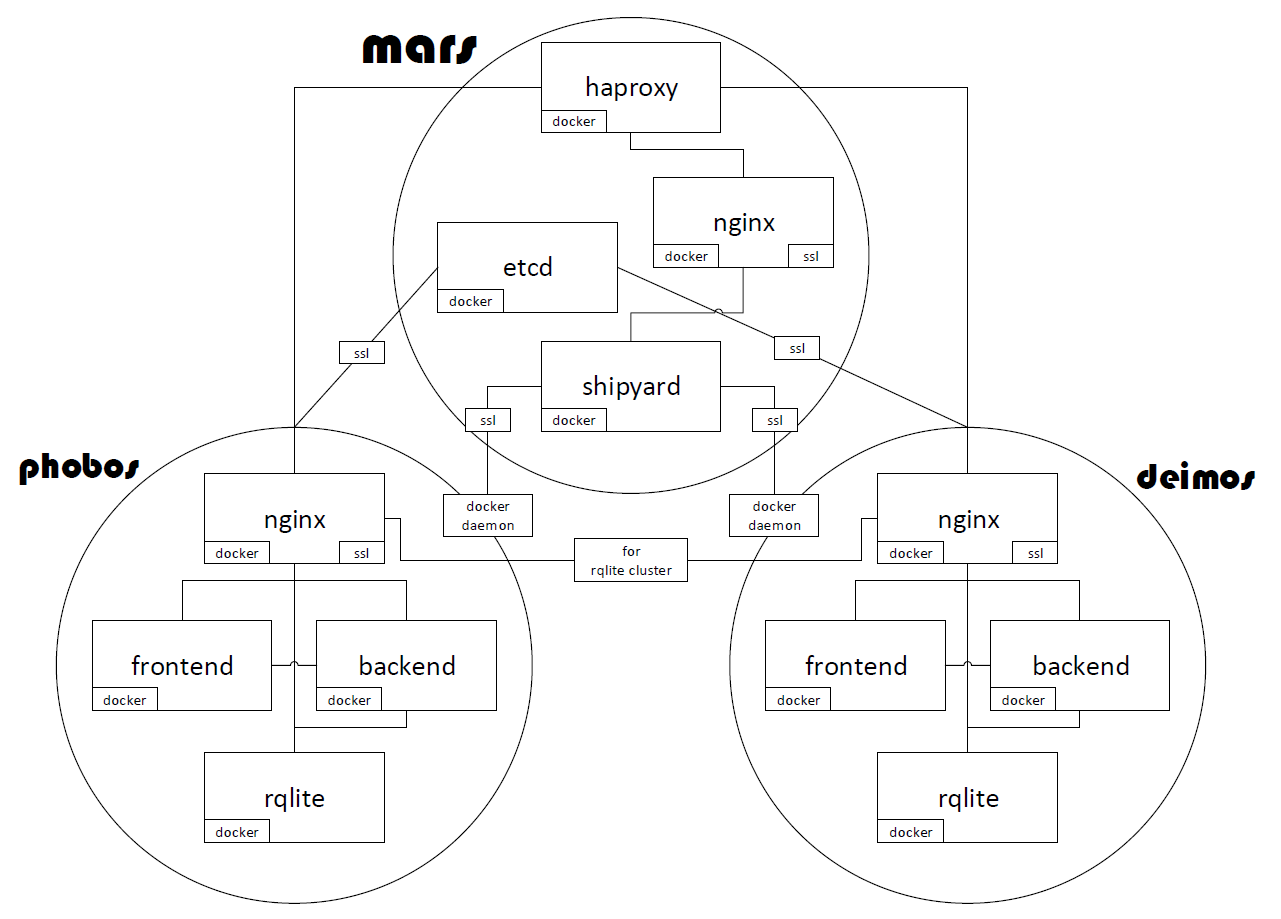 mars
haproxy
docker
nginx
docker
ssl
etcd
docker
ssl
ssl
shipyard
docker
ssl
ssl
phobos
deimos
docker
daemon
docker
daemon
nginx
docker
ssl
nginx
docker
ssl
for
rqlite cluster
frontend
docker
backend
docker
frontend
docker
backend
docker
rqlite
docker
rqlite
docker